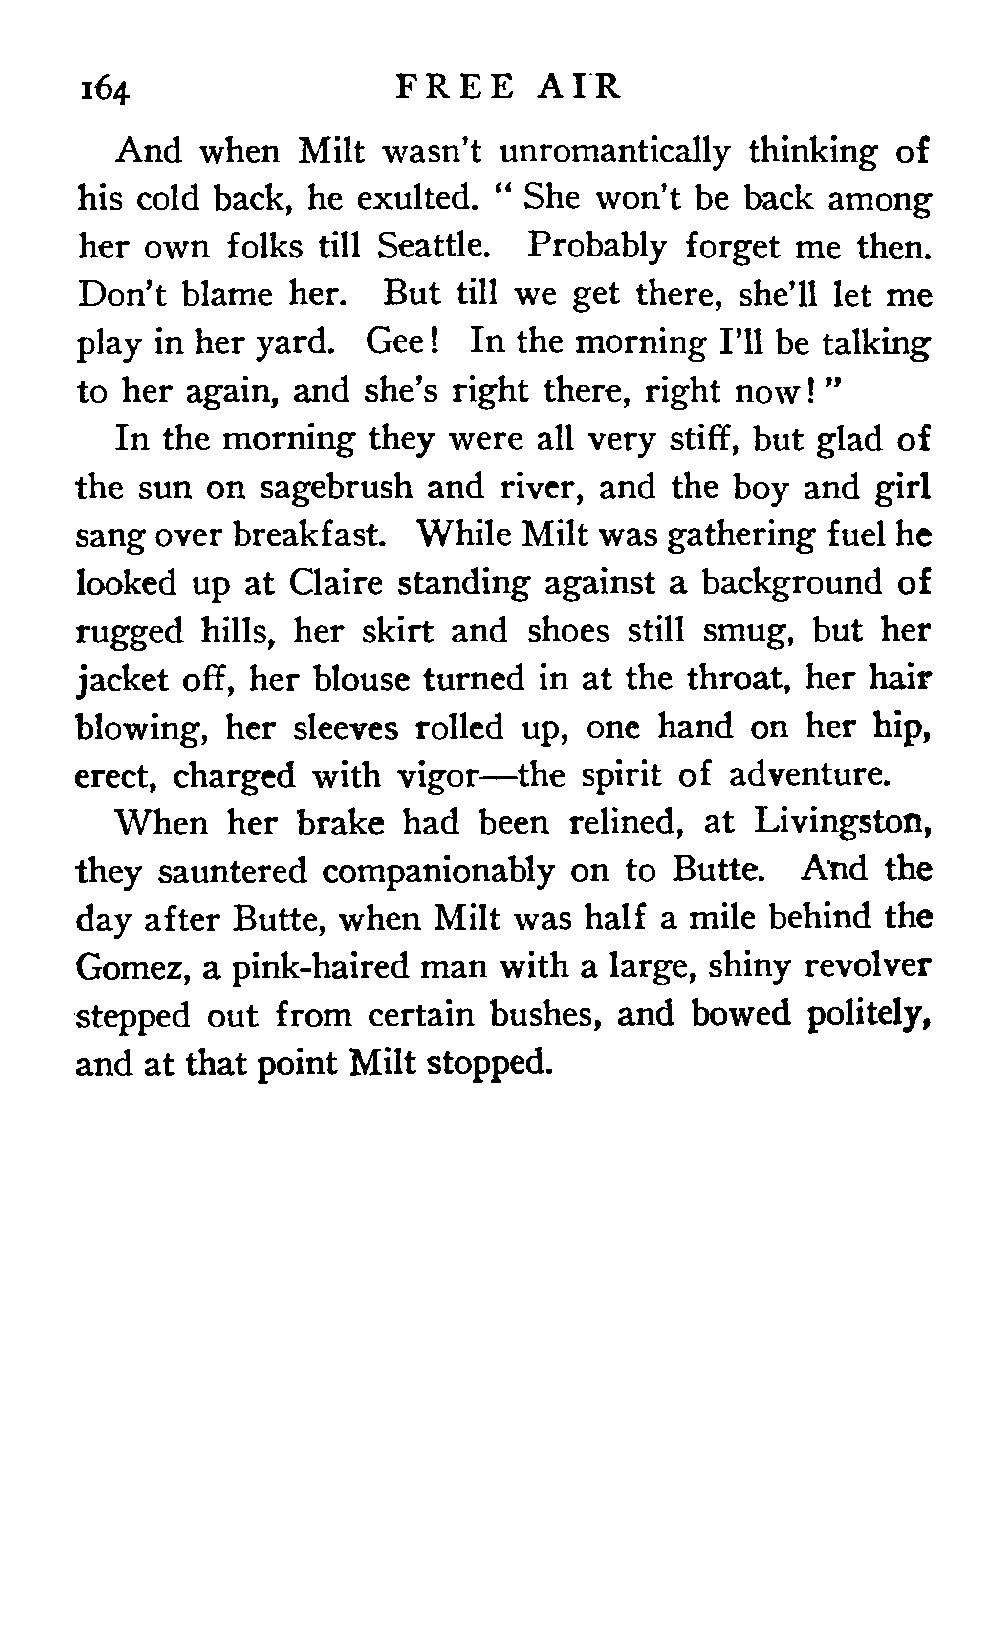 164 FREE AIR
And when Milt wasn't unromantically thinking of
his cold back, he exulted. " She won't be back among
her own folks till Seattle. Probably forget me then.
Don't blame her. But till we get there, she'll let me
play in her yard. Gee! In the morning I'll be talking
to her again, and she's right there, right now! "
In the morning they were all very stiff, but glad of
the sun on sagebrush and river, and the boy and girl
sang over breakfast. While Milt was gathering fuel he
looked up at Claire standing against a background of
rugged hills, her skirt and shoes still smug, but her
jacket off, her blouse turned in at the throat, her hair
blowing, her sleeves rolled up, one hand on her hip,
erect, charged with vigor—the spirit of adventure.
When her brake had been relined, at Livingston,
they sauntered companionably on to Butte. And the
day after Butte, when Milt was half a mile behind the
Gomez, a pink-haired man with a large, shiny revolver
stepped out from certain bushes, and bowed politely,
and at that point Milt stopped.